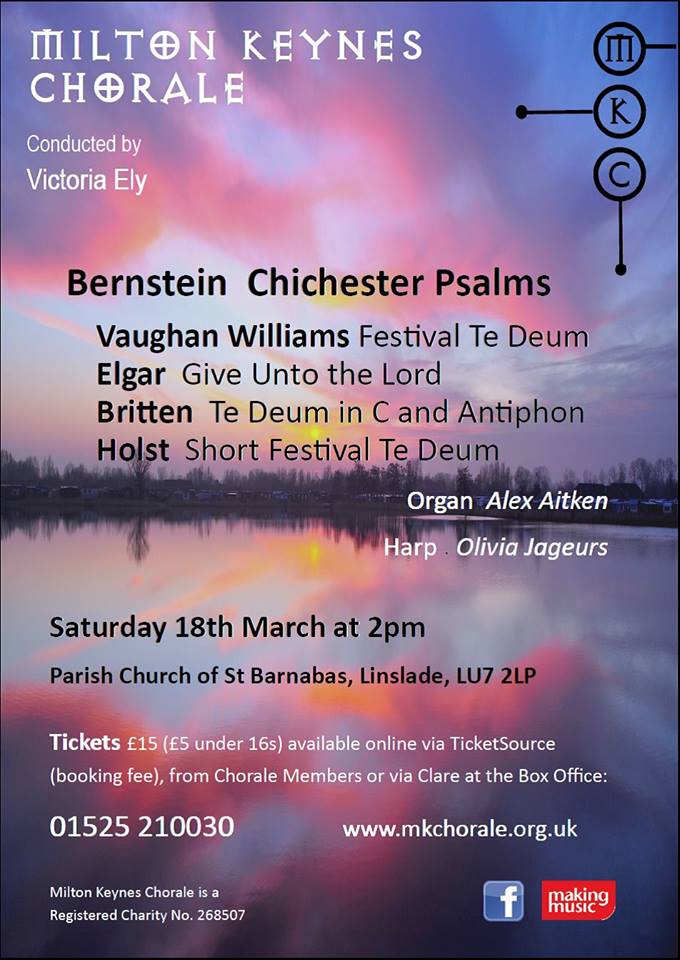 MILTON KEYNES
CHORALE
M
K
C
Conducted by
Victoria Ely
Bernstein Chichester Psalms
Vaughan Williams Festival Te Deum
Elgar Give Unto the Lord
Britten Te Deum in C and Antiphon
Holst Short Festival Te Deum
Organ Alex Aitken
Harp . Olivia Jageurs
Saturday 18th March at 2pm
Parish Church of St Barnabas, Linslade, LU7 2LP
Tickets £15 (£5 under 16s) available online via TicketSource
(booking fee), from Chorale Members or via Clare at the Box Office:
01525 210030 www.mkchorale.org.uk
Milton Keynes Chorale is a
Registered Charity No. 268507
f
making
music